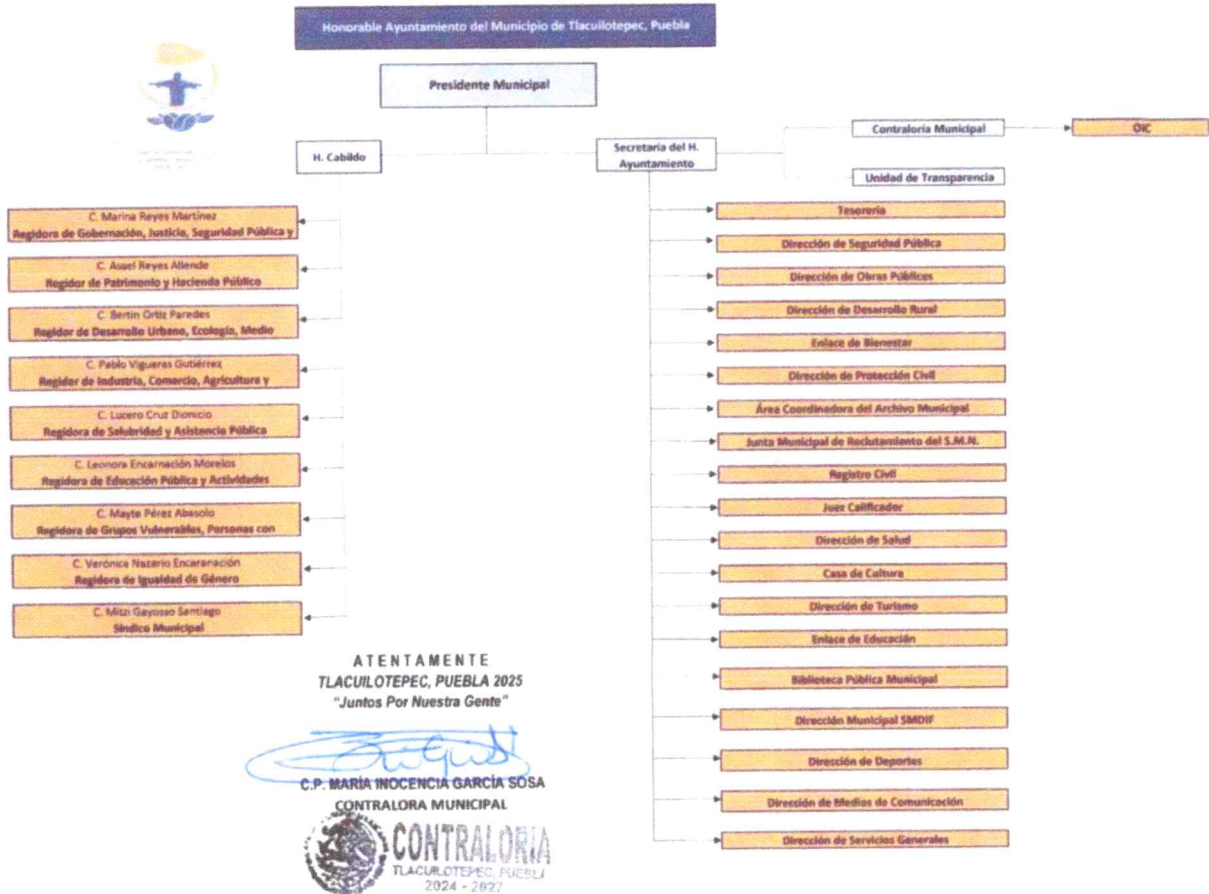 Honorable Ayuntamiento del Municipio de Tlacuilotepec, Puebla
Presidente Municipal
H. Cabildo
Secretaría del H.
Ayuntamiento
Contraloría Municipal
OIC
Unidad de Transparencia
C. Marina Reyes Martínez
Regidora de Gobernación, Justicia, Seguridad Pública y
C. Asael Reyes Allende
Regidor de Patrimonio y Hacienda Público
C. Bertin Ortiz Paredes
Regidor de Desarrollo Urbano, Ecología, Medio
C. Pablo Vigueras Gutiérrez
Regidor de Industria, Comercio, Agricultura y
C. Lucero Cruz Dionicio
Regidora de Salubridad y Asistencia Pública
C. Leonora Encarnación Morelos
Regidora de Educación Pública y Actividades
C. Mayte Pérez Abasolo
Regidora de Grupos Vulnerables, Personas con
C. Verónica Nazario Encaranación
Regidora de Igualdad de Género
C. Mitzi Gayosso Santiago
Síndico Municipal
Tesorería
Dirección de Seguridad Pública
Dirección de Obras Públices
Dirección de Desarrollo Rural
Enlace de Bienestar
Dirección de Protección Civil
Área Coordinadora del Archivo Municipal
Junta Municipal de Reclutamiento del S.M.N.
Registro Civil
Juez Calificador
Dirección de Salud
Casa de Cultura
Dirección de Turismo
Enlace de Educación
Biblioteca Pública Municipal
Dirección Municipal SMDIF
Dirección de Deportes
Dirección de Medios de Comunicación
Dirección de Servicios Generales
ATENTAMENTE
TLACUILOTEPEC, PUEBLA 2025
"Juntos Por Nuestra Gente"
C.P. MARÍA INOCENCIA GARCÍA SOSA
CONTRALORA MUNICIPAL
CONTRALORIA
TLACUILOTEPEC, PUEBLA
2024 - 2027